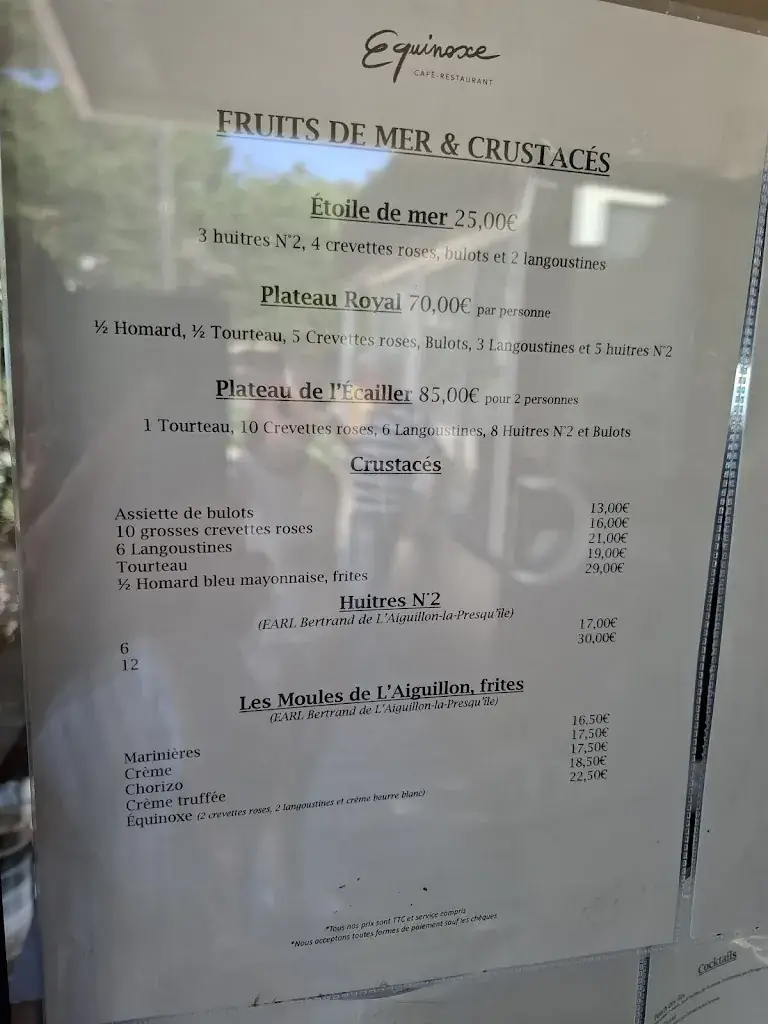 Equinoxe
CAFÉ-RESTAURANT
FRUITS DE MER & CRUSTACÉS
Étoile de mer 25,00€
3 huitres N°2, 4 crevettes roses, bulots et 2 langoustines
Plateau Royal 70,00€ par personne
½ Homard, ½ Tourteau, 5 Crevettes roses, Bulots, 3 Langoustines et 5 huitres N°2
Plateau de l'Écailler 85,00€ pour 2 personnes
1 Tourteau, 10 Crevettes roses, 6 Langoustines, 8 Huitres N°2 et Bulots
Crustacés
Assiette de bulots 13,00€
10 grosses crevettes roses 16,00€
6 Langoustines 21,00€
Tourteau 19,00€
½ Homard bleu mayonnaise, frites 29,00€
Huitres N°2
(EARL Bertrand de L'Aiguillon-la-Presqu'île)
6 17,00€
12 30,00€
Les Moules de L'Aiguillon, frites
(EARL Bertrand de L'Aiguillon-la-Presqu'île)
Marinières 16,50€
Crème 17,50€
Chorizo 17,50€
Crème truffée 18,50€
Équinoxe (2 crevettes roses, 2 langoustines et crème beurre blanc) 22,50€
*Tous nos prix sont TTC et service compris
*Nous acceptons toutes formes de paiement sauf les chèques
Cocktails